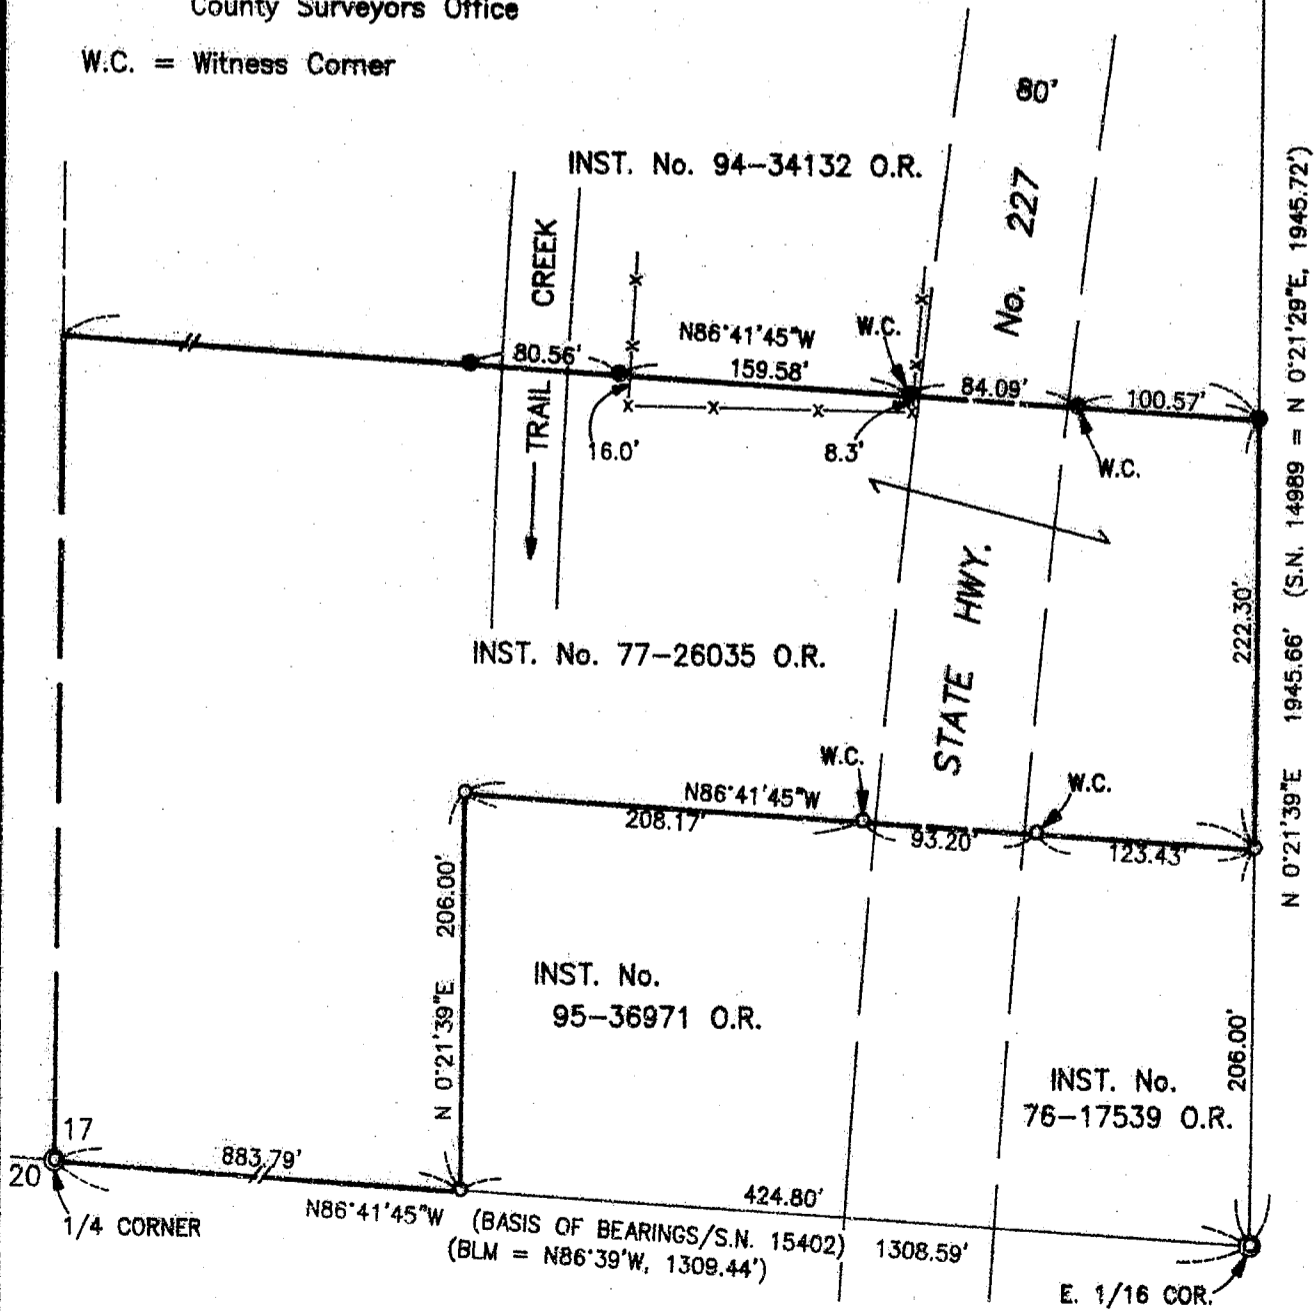 County Surveyors Office
W.C. = Witness Corner
80'
INST. No. 94-34132 O.R.
No. 227
TRAIL CREEK
N 0°21'39"E 1945.66' (S.N. 14989 = N 0°21'29"E, 1945.72')
N86°41'45"W
W.C.
80.56'
159.58'
84.09'
100.57'
16.0'
8.3'
W.C.
STATE HWY.
222.30'
INST. No. 77-26035 O.R.
W.C.
W.C.
N86°41'45"W
208.17'
93.20'
123.43'
N 0°21'39"E 206.00'
INST. No.
95-36971 O.R.
206.00'
INST. No.
76-17539 O.R.
17
20
883.79'
1/4 CORNER
424.80'
N86°41'45"W (BASIS OF BEARINGS/S.N. 15402)
(BLM = N86°39'W, 1309.44')
1308.59'
E. 1/16 COR.